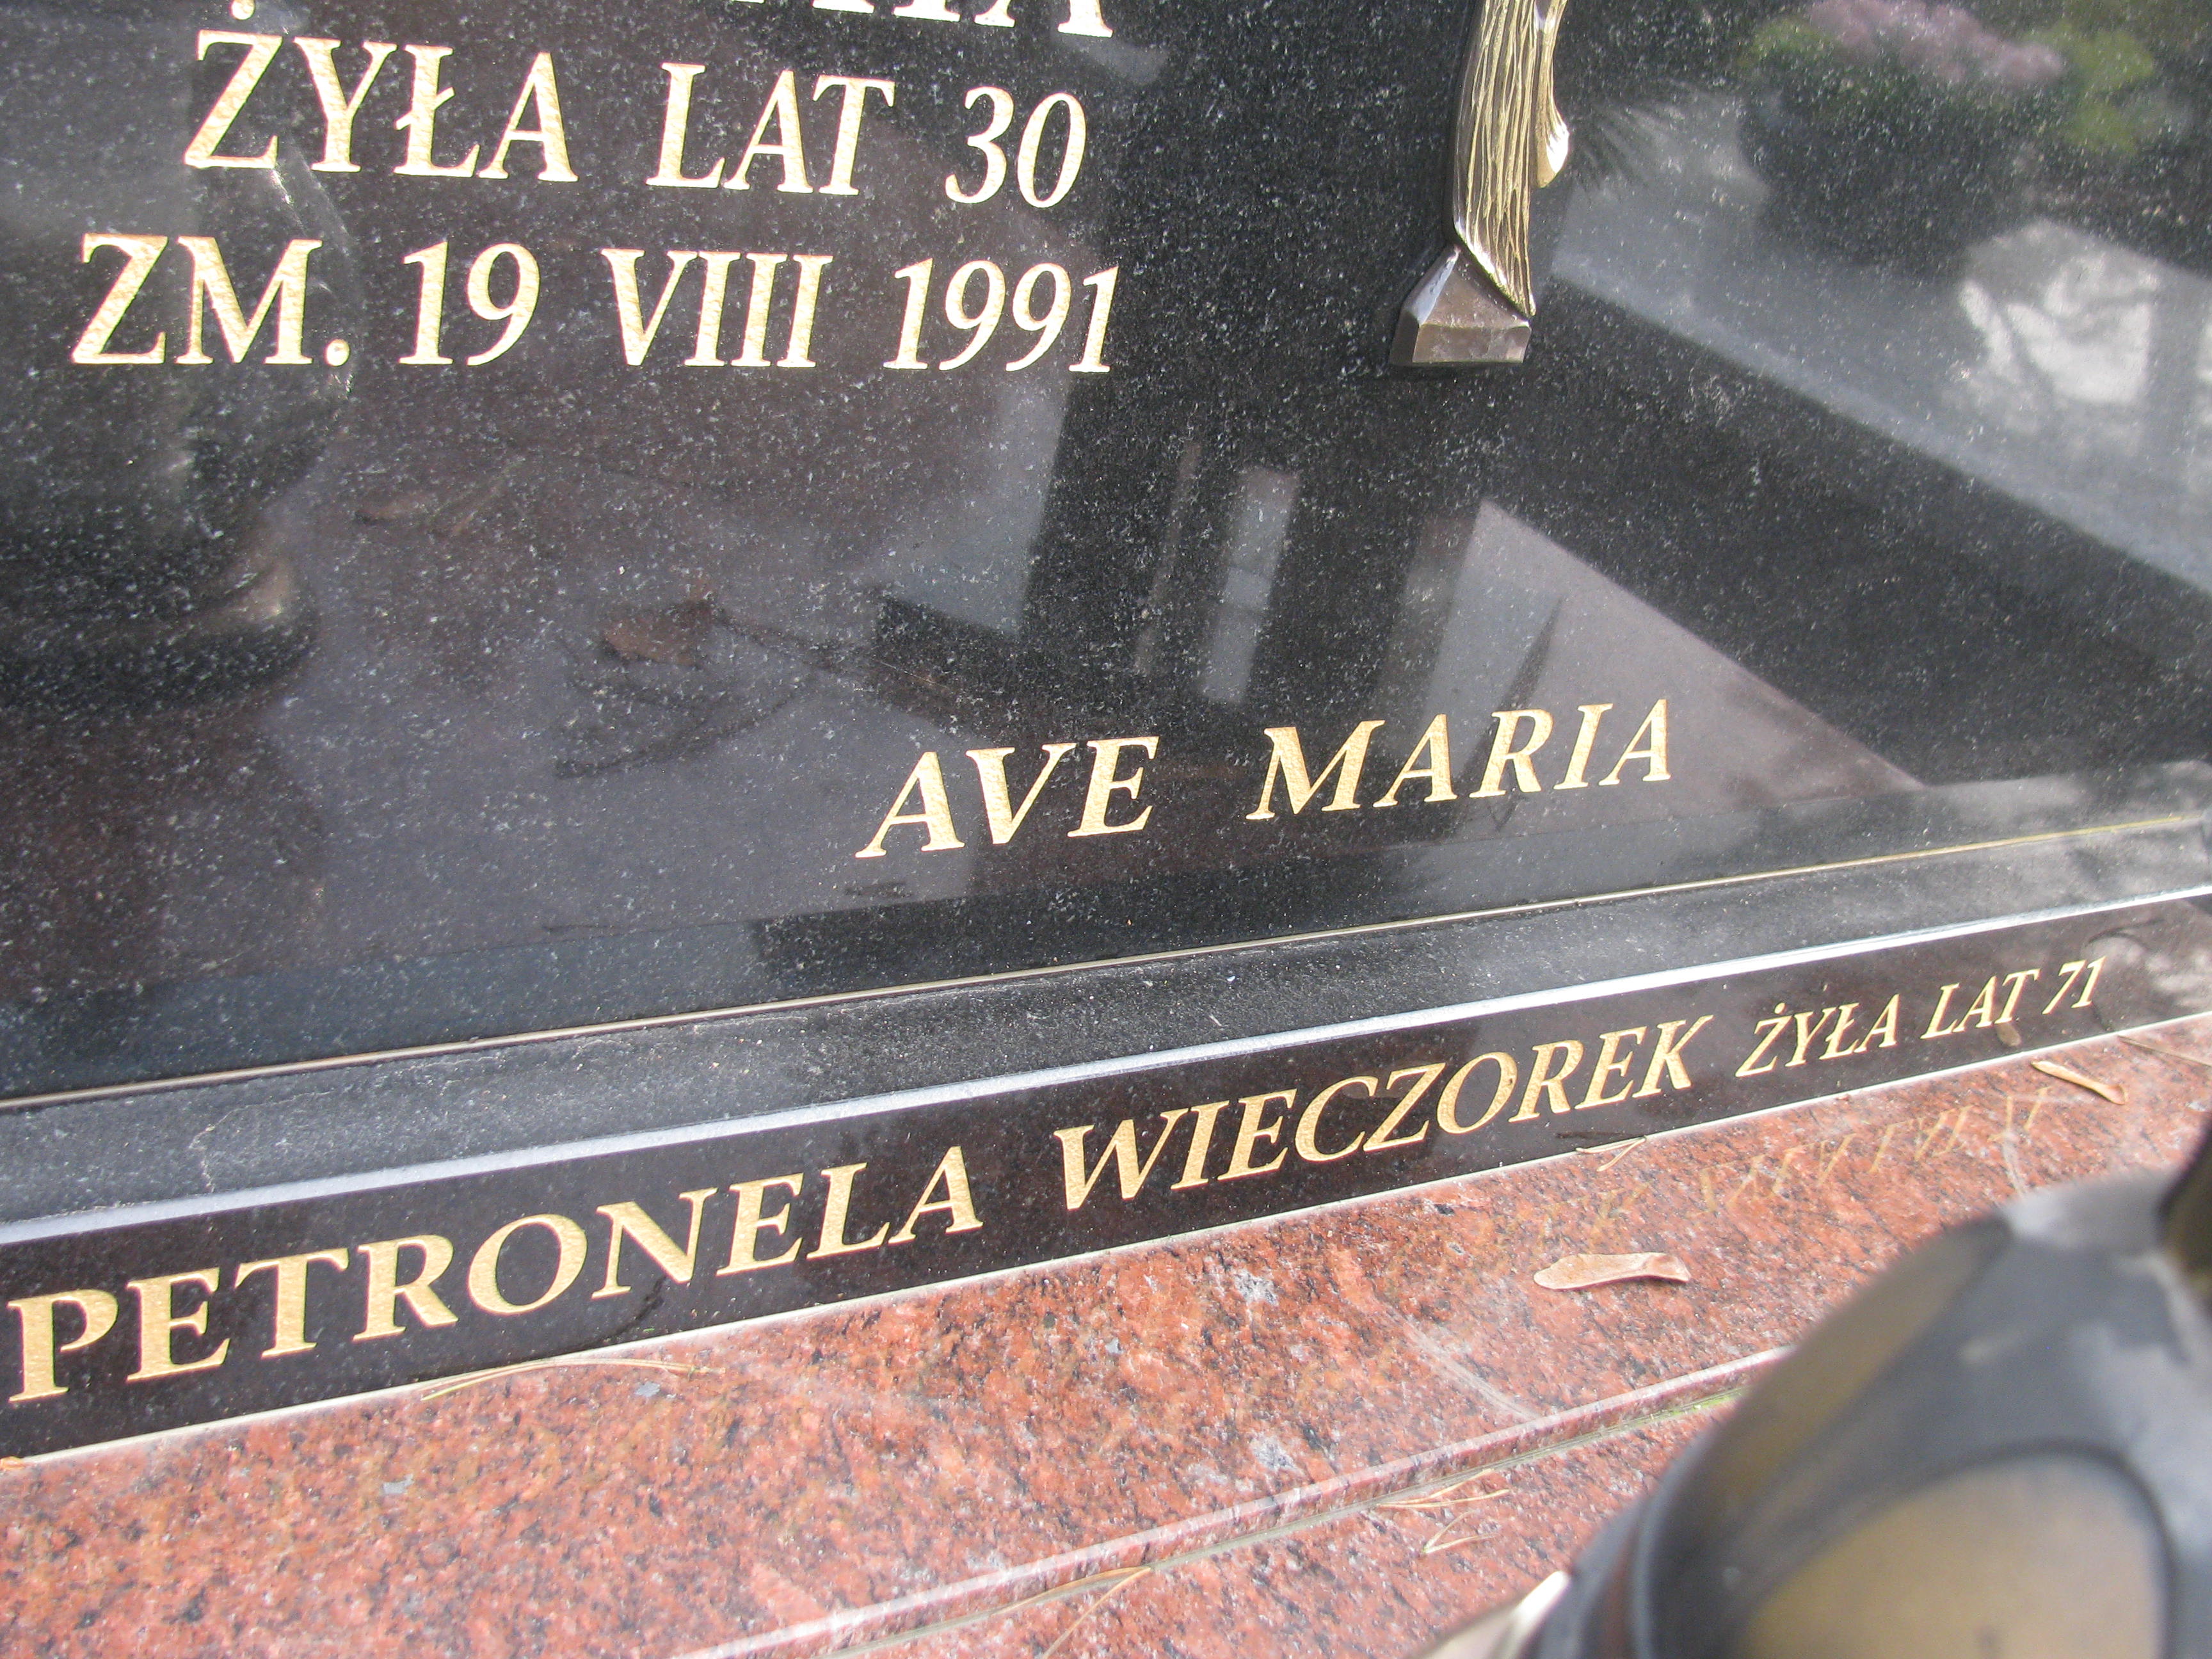 ŻYŁA LAT 30
ZM. 19 VIII 1991
AVE MARIA
PETRONELA WIECZOREK ŻYŁA LAT 71